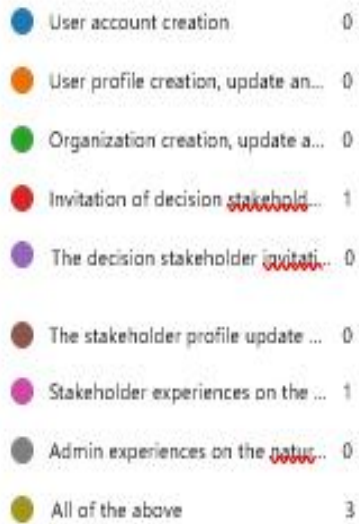 User account creation 0
User profile creation, update an... 0
Organization creation, update a... 0
Invitation of decision stakehold... 1
The decision stakeholder invitati... 0
The stakeholder profile update ... 0
Stakeholder experiences on the ... 1
Admin experiences on the natur... 0
All of the above 3